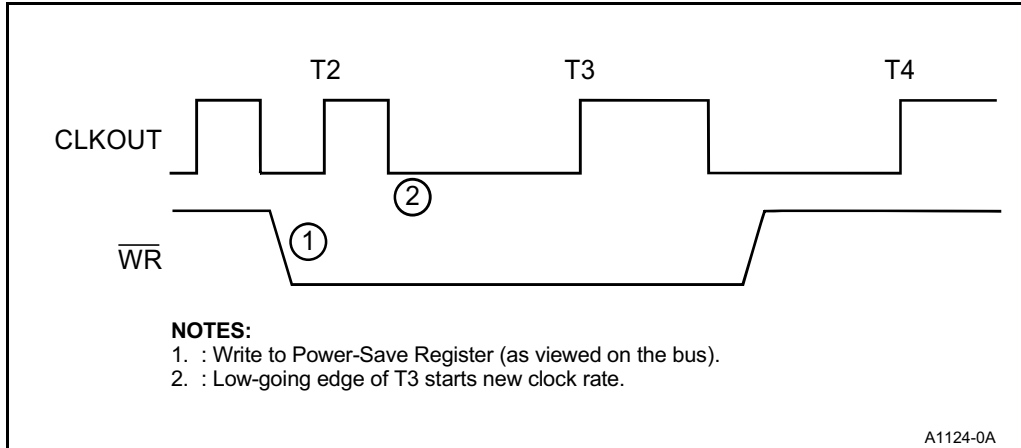 T2 T3 T4
CLKOUT
2
1
WR
NOTES:
1. : Write to Power-Save Register (as viewed on the bus).
2. : Low-going edge of T3 starts new clock rate.
A1124-0A